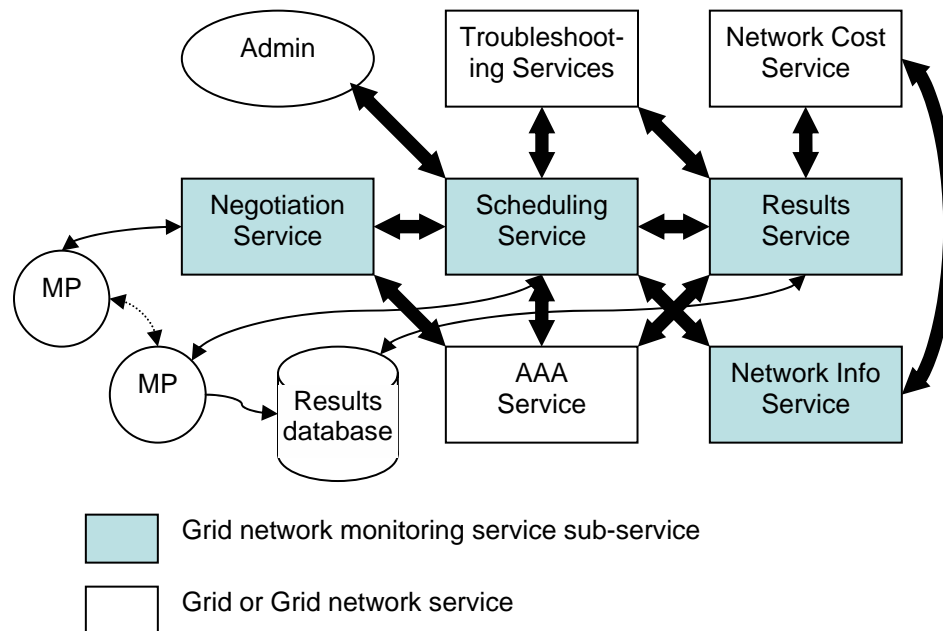 Admin
Troubleshoot-
ing Services
Network Cost
Service
Negotiation
Service
Scheduling
Service
Results
Service
MP
MP
Results
database
AAA
Service
Network Info
Service
Grid network monitoring service sub-service
Grid or Grid network service